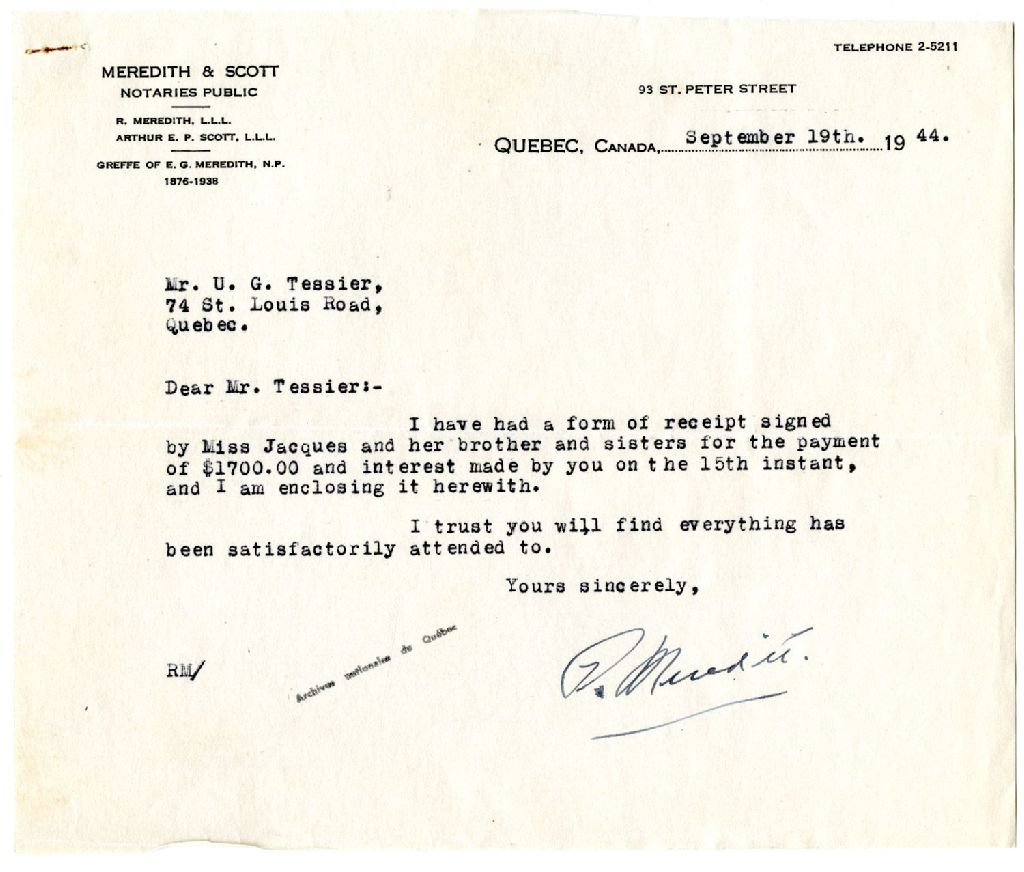 TELEPHONE 2-5211
MEREDITH & SCOTT
NOTARIES PUBLIC
R. MEREDITH, L.L.L.
ARTHUR E. P. SCOTT, L.L.L.
GREFFE OF E. G. MEREDITH, N.P.
1876-1938
93 ST. PETER STREET
QUEBEC, CANADA, September 19th. 19 44.
Mr. U. G. Tessier,
74 St. Louis Road,
Quebec.
Dear Mr. Tessier:-
I have had a form of receipt signed
by Miss Jacques and her brother and sisters for the payment
of $1700.00 and interest made by you on the 15th instant,
and I am enclosing it herewith.
I trust you will find everything has
been satisfactorily attended to.
Yours sincerely,
R. Meredith.
RM/
Archives nationales du Québec